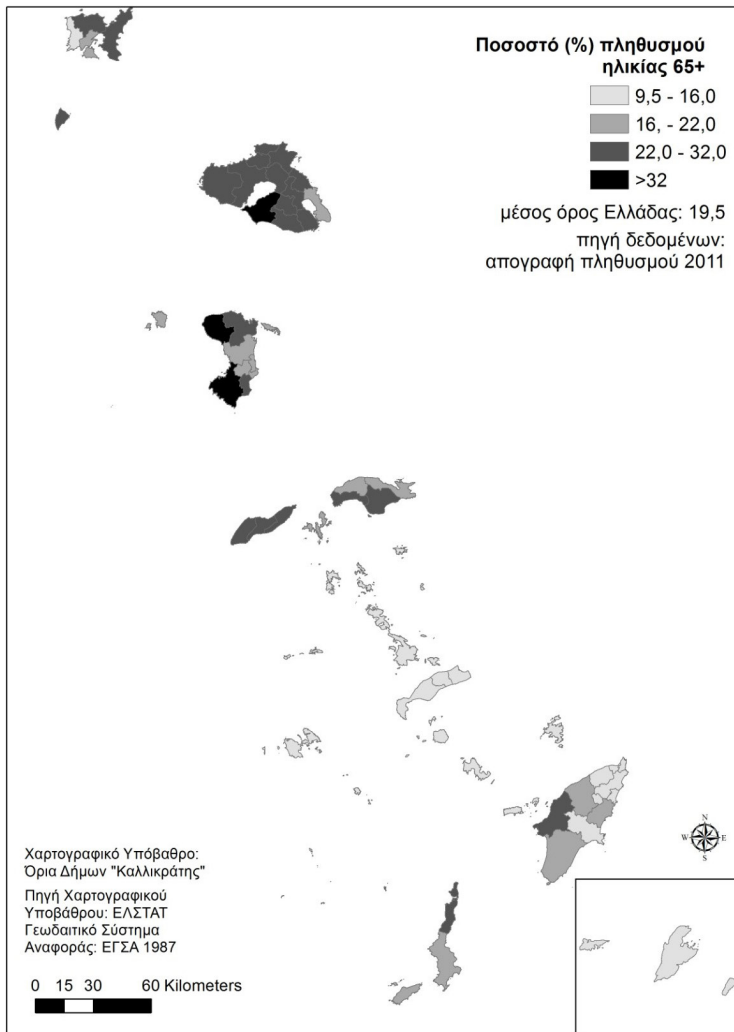 Ποσοστό (%) πληθυσμού
ηλικίας 65+
9,5 - 16,0
16, - 22,0
22,0 - 32,0
>32
μέσος όρος Ελλάδας: 19,5
πηγή δεδομένων:
απογραφή πληθυσμού 2011
N
W E
S
Χαρτογραφικό Υπόβαθρο:
Όρια Δήμων "Καλλικράτης"
Πηγή Χαρτογραφικού
Υποβάθρου: ΕΛΣΤΑΤ
Γεωδαιτικό Σύστημα
Αναφοράς: ΕΓΣΑ 1987
0 15 30 60 Kilometers